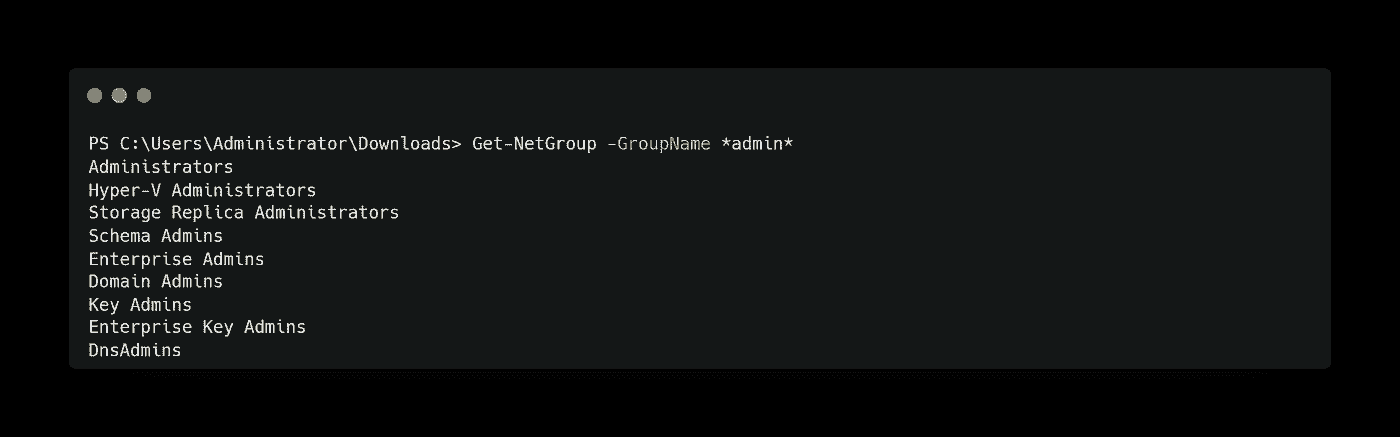 PS C:\Users\Administrator\Downloads> Get-NetGroup -GroupName *admin*
Administrators
Hyper-V Administrators
Storage Replica Administrators
Schema Admins
Enterprise Admins
Domain Admins
Key Admins
Enterprise Key Admins
DnsAdmins